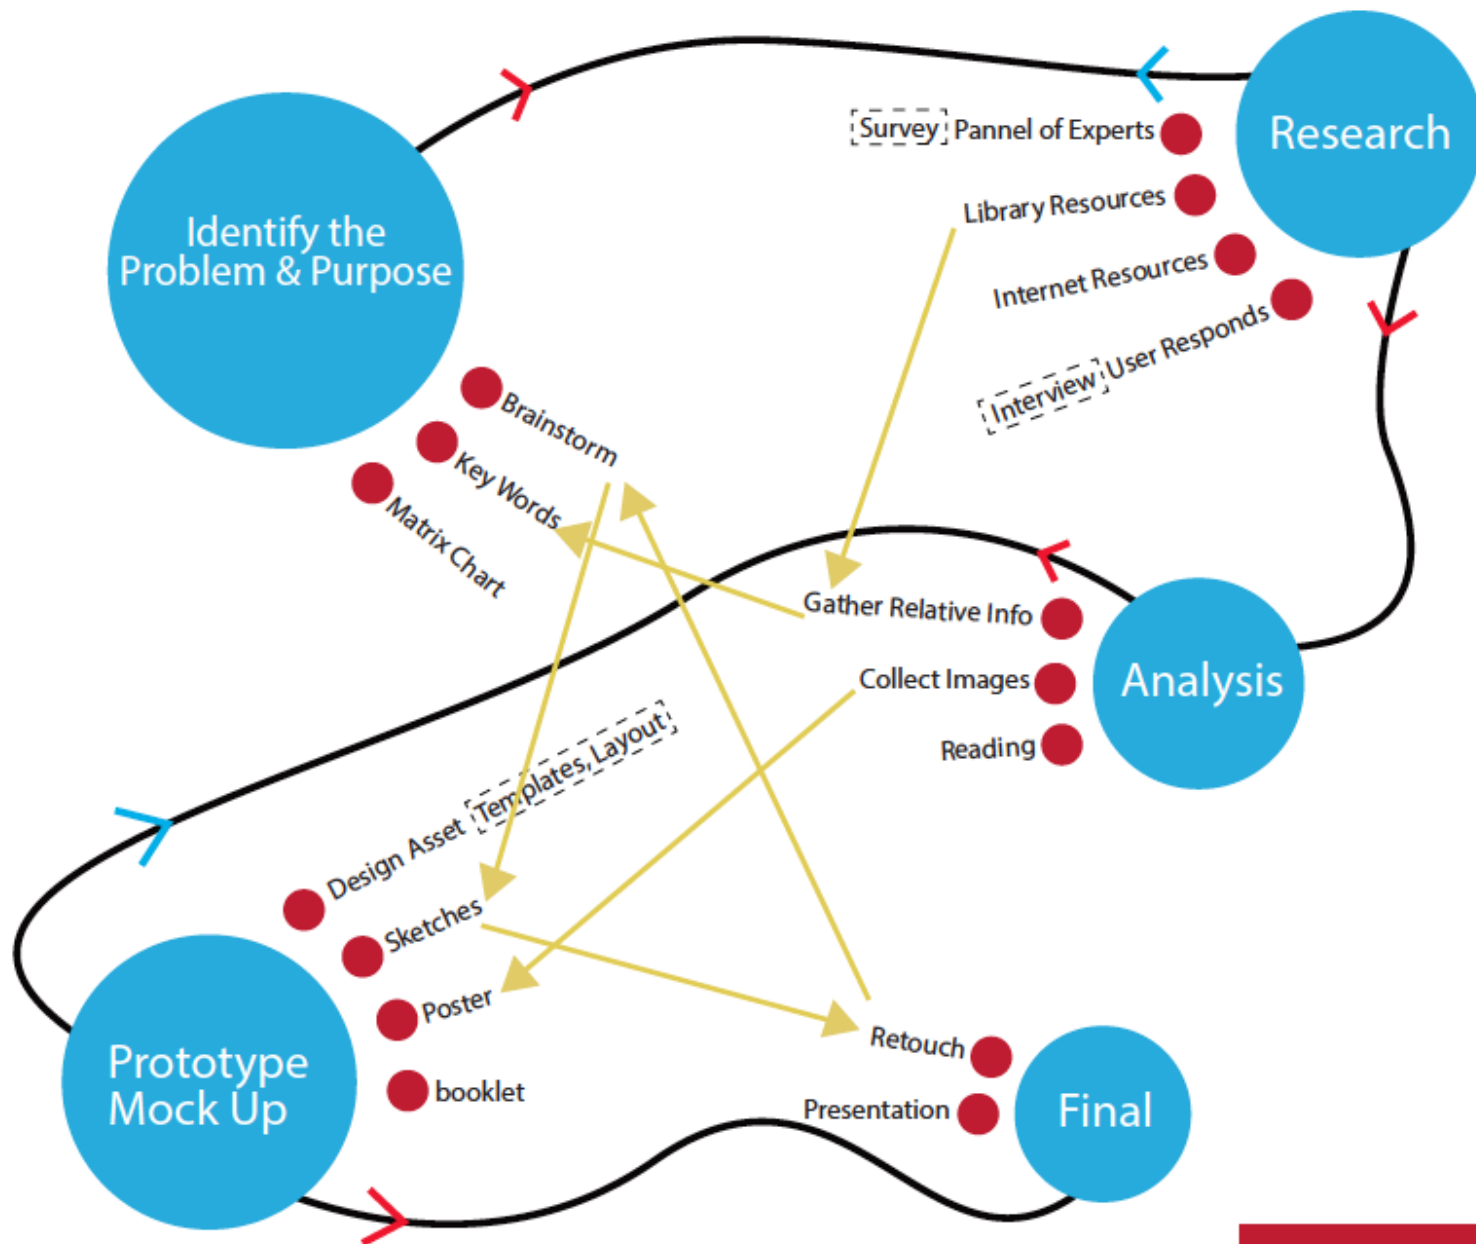 Identify the
Problem & Purpose
Brainstorm
Key Words
Matrix Chart
Research
Survey Pannel of Experts
Library Resources
Internet Resources
Interview User Responds
Analysis
Gather Relative Info
Collect Images
Reading
Prototype
Mock Up
Design Asset Templates, Layout
Sketches
Poster
booklet
Final
Retouch
Presentation